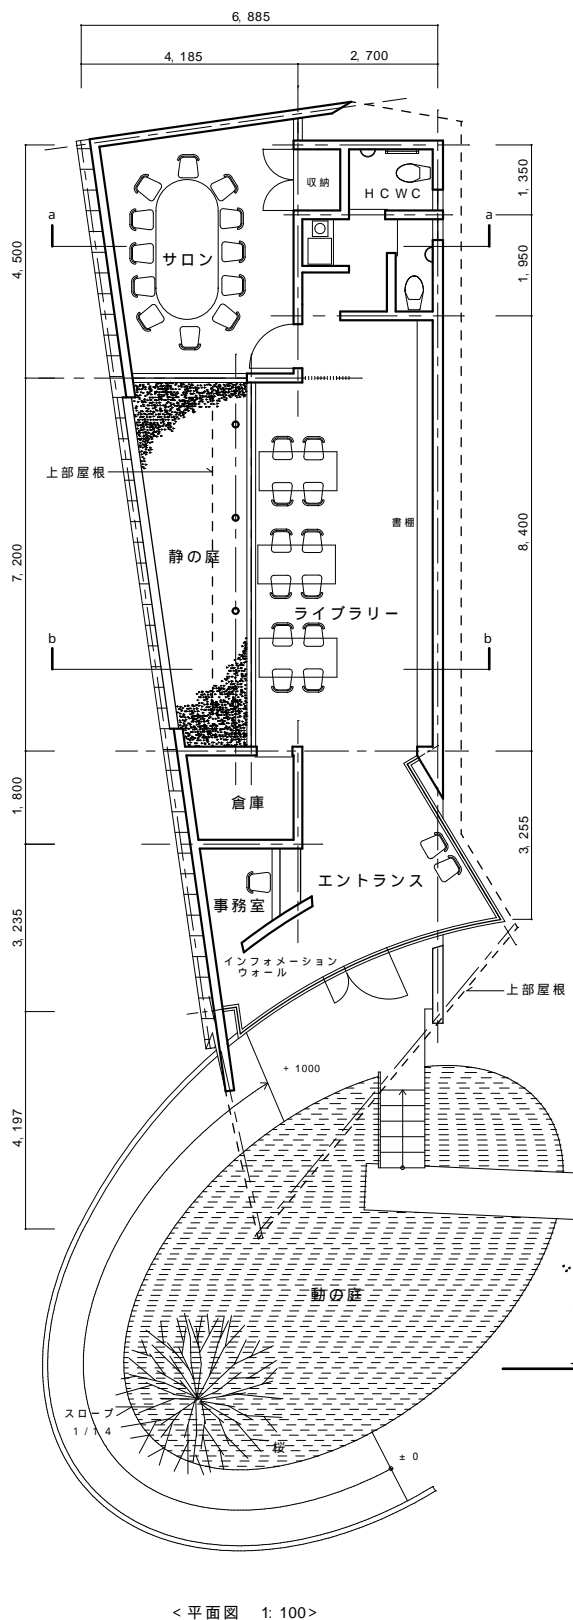 6,885
4,185
2,700
収納
HCWC
1,350
a
a
サロン
4,500
1,950
上部屋根
書棚
静の庭
7,200
8,400
ライブラリー
b
b
倉庫
1,800
3,255
エントランス
事務室
3,235
インフォメーション
ウォール
上部屋根
+1000
4,197
動の庭
スロープ
1/14
桜
±0
<平面図 1:100>